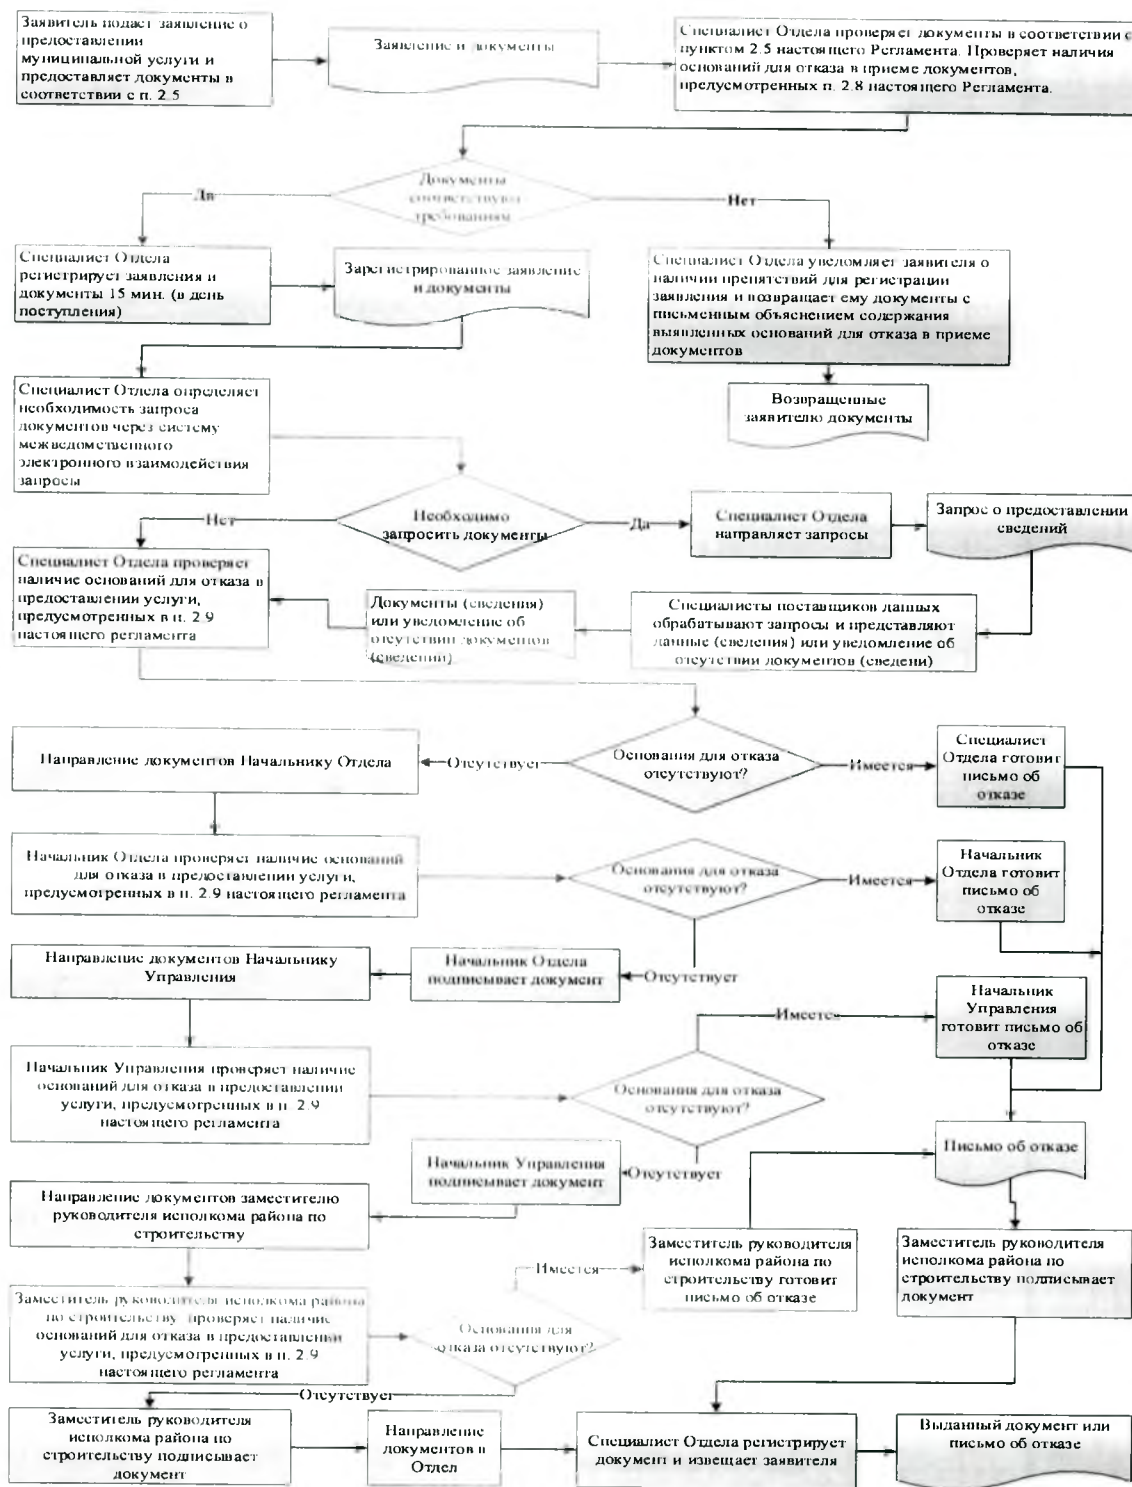 Заявитель подает заявление о
предоставлении
муниципальной услуги и
предоставляет документы в
соответствии с п. 2.5
Заявление и документы
Специалист Отдела проверяет документы в соответствии с
пунктом 2.5 настоящего Регламента. Проверяет наличия
оснований для отказа в приеме документов,
предусмотренных п. 2.8 настоящего Регламента.
Документы
соответствуют
требованиям
Да
Нет
Специалист Отдела
регистрирует заявления и
документы 15 мин. (в день
поступления)
Зарегистрированное заявление
и документы
Специалист Отдела уведомляет заявителя о
наличии препятствий для регистрации
заявления и возвращает ему документы с
письменным объяснением содержания
выявленных оснований для отказа в приеме
документов
Возвращенные
заявителю документы
Специалист Отдела определяет
необходимость запроса
документов через систему
межведомственного
электронного взаимодействия
запросы
Нет
Необходимо
запросить документы
Да
Специалист Отдела
направляет запросы
Запрос о предоставлении
сведений
Специалист Отдела проверяет
наличие оснований для отказа в
предоставлении услуги,
предусмотренных в п. 2.9
настоящего регламента
Документы (сведения)
или уведомление об
отсутствии документов
(сведений)
Специалисты поставщиков данных
обрабатывают запросы и представляют
данные (сведения) или уведомление об
отсутствии документов (сведени)
Направление документов Начальнику Отдела
Отсутствует
Основания для отказа
отсутствуют?
Имеется
Специалист
Отдела готовит
письмо об
отказе
Начальник Отдела проверяет наличие оснований
для отказа в предоставлении услуги,
предусмотренных в п. 2.9 настоящего регламента
Основания для отказа
отсутствуют?
Имеется
Начальник
Отдела готовит
письмо об
отказе
Направление документов Начальнику
Управления
Начальник Отдела
подписывает документ
Отсутствует
Имеется
Начальник
Управления
готовит письмо об
отказе
Начальник Управления проверяет наличие
оснований для отказа в предоставлении
услуги, предусмотренных в п. 2.9
настоящего регламента
Основания для отказа
отсутствуют?
Письмо об отказе
Начальник Управления
подписывает документ
Отсутствует
Направление документов заместителю
руководителя исполкома района по
строительству
Имеется
Заместитель руководителя
исполкома района по
строительству готовит
письмо об отказе
Заместитель руководителя
исполкома района по
строительству подписывает
документ
Заместитель руководителя исполкома района
по строительству проверяет наличие
оснований для отказа в предоставлении
услуги, предусмотренных в п. 2.9
настоящего регламента
Основания для
отказа отсутствуют?
Отсутствует
Заместитель руководителя
исполкома района по
строительству подписывает
документ
Направление
документов в
Отдел
Специалист Отдела регистрирует
документ и извещает заявителя
Выданный документ или
письмо об отказе